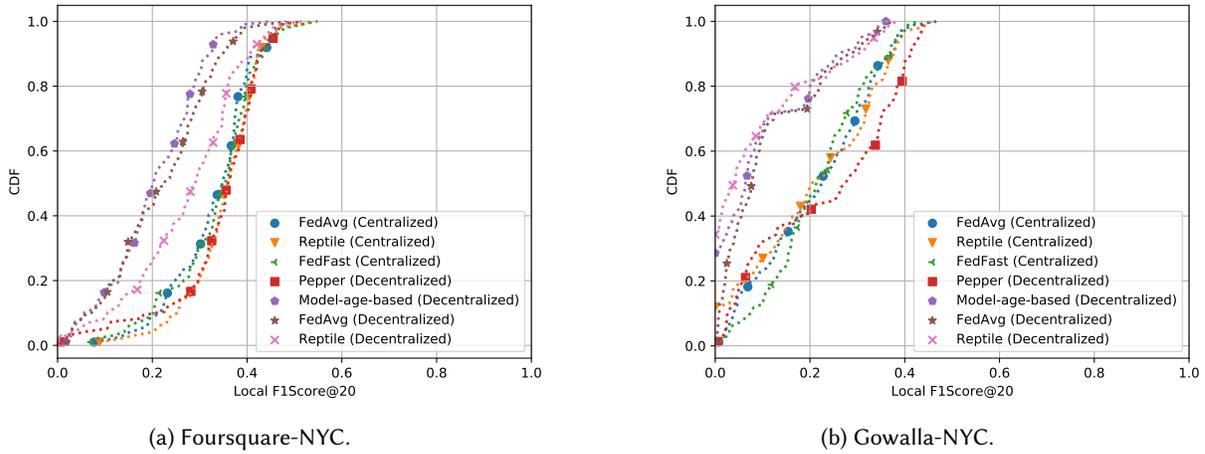 1.0
0.8
0.6
0.4
0.2
0.0
CDF
0.0 0.2 0.4 0.6 0.8 1.0
Local F1Score@20
FedAvg (Centralized)
Reptile (Centralized)
FedFast (Centralized)
Pepper (Decentralized)
Model-age-based (Decentralized)
FedAvg (Decentralized)
Reptile (Decentralized)
(a) Foursquare-NYC.
1.0
0.8
0.6
0.4
0.2
0.0
CDF
0.0 0.2 0.4 0.6 0.8 1.0
Local F1Score@20
FedAvg (Centralized)
Reptile (Centralized)
FedFast (Centralized)
Pepper (Decentralized)
Model-age-based (Decentralized)
FedAvg (Decentralized)
Reptile (Decentralized)
(b) Gowalla-NYC.